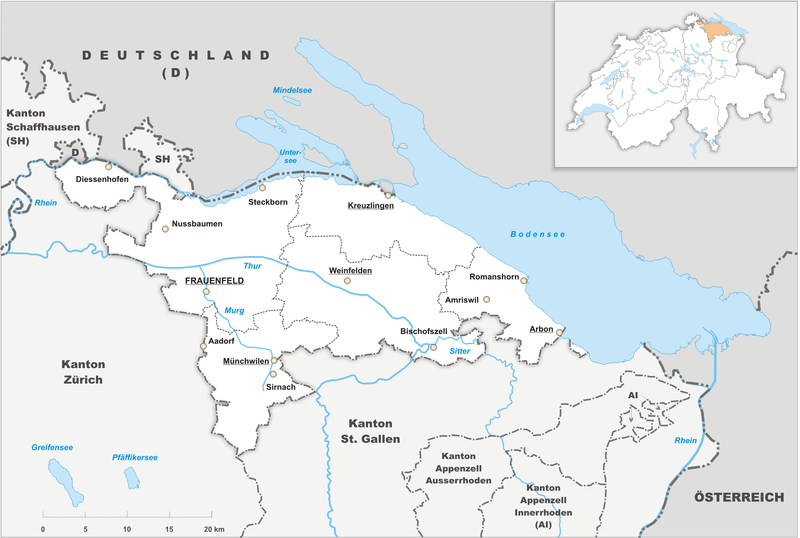 DEUTSCHLAND
(D)
Mindelsee
Kanton
Schaffhausen
(SH)
D
SH
Unter-
see
Diessenhofen
Rhein
Steckborn
Kreuzlingen
Nussbaumen
Bodensee
Thur
Weinfelden
Romanshorn
FRAUENFELD
Amriswil
Murg
Bischofszell
Arbon
Aadorf
Sitter
Münchwilen
Kanton
Zürich
Sirnach
AI
Kanton
St. Gallen
Rhein
Greifensee
Pfäffikersee
Kanton
Appenzell
Ausserrhoden
Kanton
Appenzell
Innerrhoden
(AI)
ÖSTERREICH
0 5 10 15 20 km